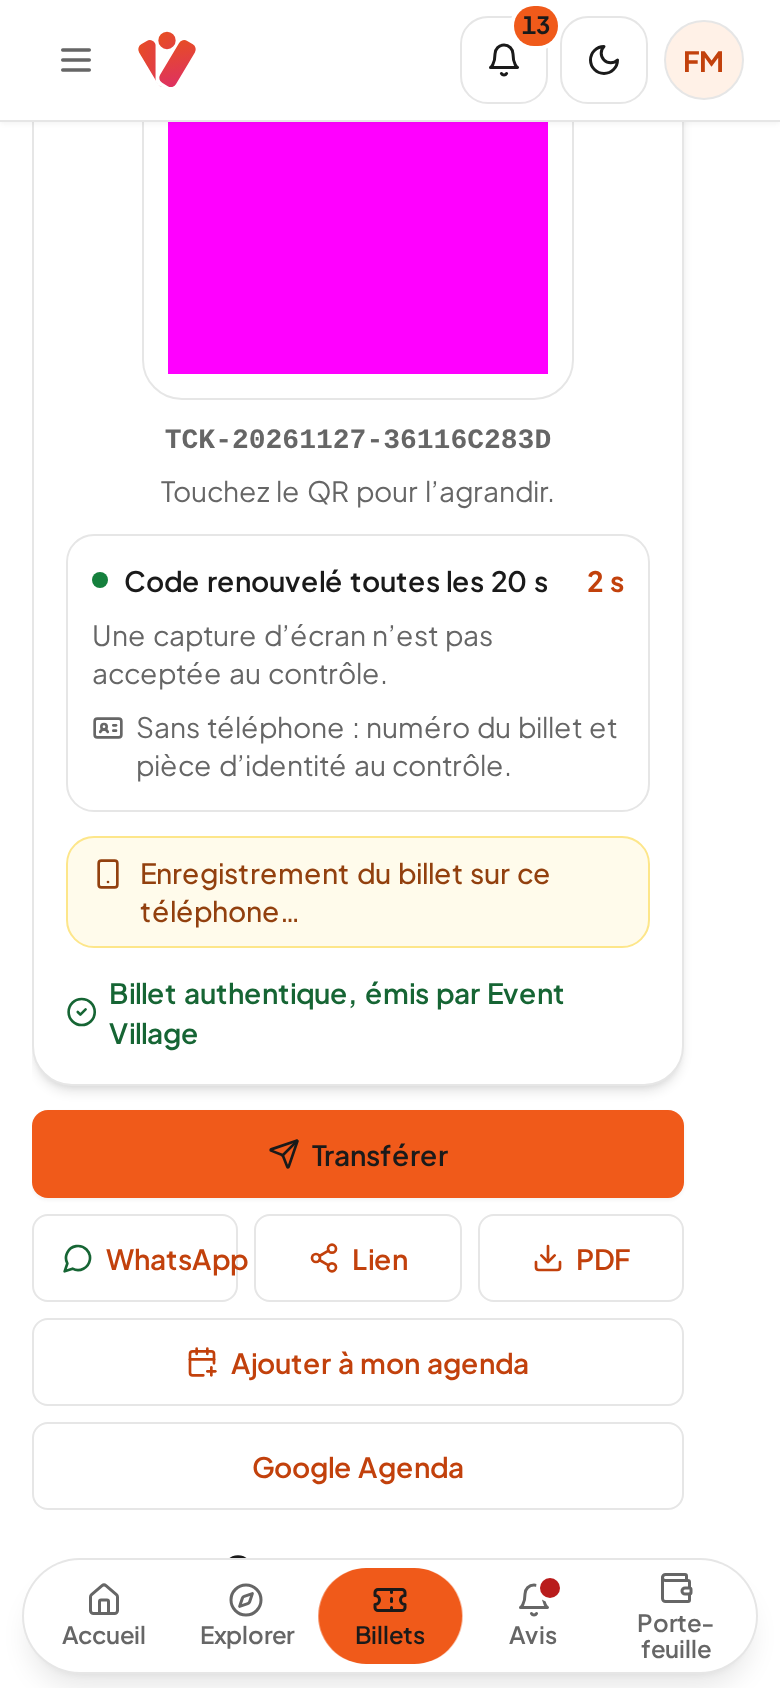 13
FM
TCK-20261127-36116C283D
Touchez le QR pour l’agrandir.
Code renouvelé toutes les 20 s
2 s
Une capture d’écran n’est pas
acceptée au contrôle.
Sans téléphone : numéro du billet et
pièce d’identité au contrôle.
Enregistrement du billet sur ce
téléphone…
Billet authentique, émis par Event
Village
Transférer
WhatsApp
Lien
PDF
Ajouter à mon agenda
Google Agenda
Accueil
Explorer
Billets
Avis
Porte-
feuille